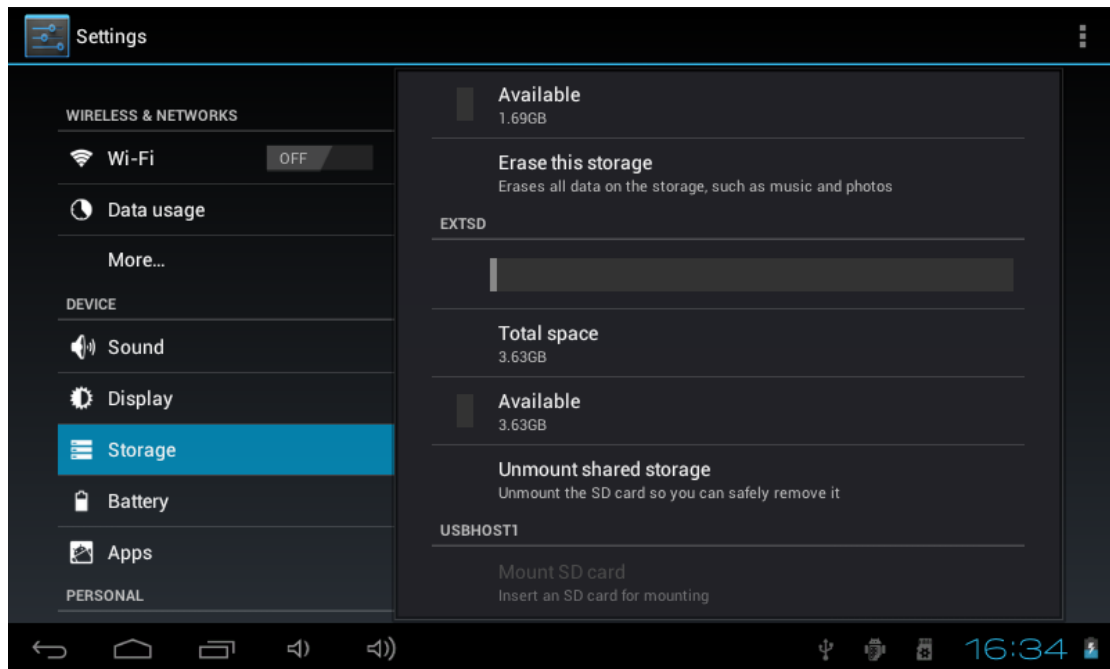 Settings
WIRELESS & NETWORKS
Wi-Fi
OFF
Data usage
More...
DEVICE
Sound
Display
Storage
Battery
Apps
PERSONAL
Available
1.69GB
Erase this storage
Erases all data on the storage, such as music and photos
EXTSD
Total space
3.63GB
Available
3.63GB
Unmount shared storage
Unmount the SD card so you can safely remove it
USBHOST1
Mount SD card
Insert an SD card for mounting
16:34